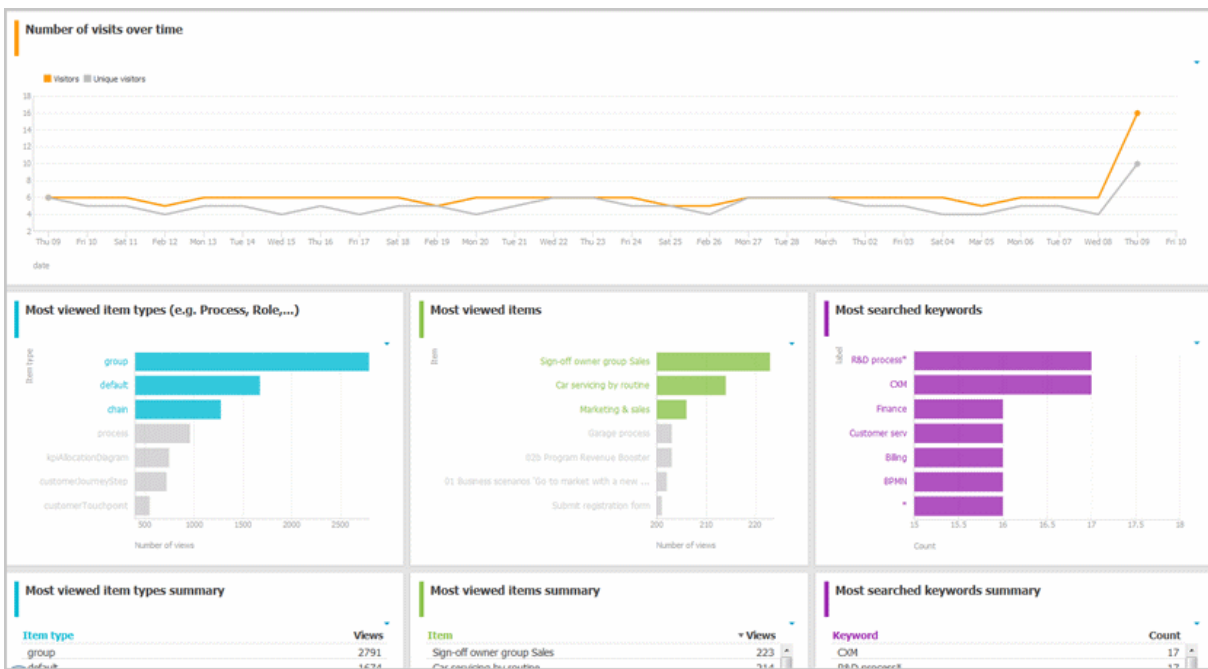 Number of visits over time
Visitors Unique visitors
18
16
14
12
10
8
6
4
2
Thu 09 Fri 10 Sat 11 Feb 12 Mon 13 Tue 14 Wed 15 Thu 16 Fri 17 Sat 18 Feb 19 Mon 20 Tue 21 Wed 22 Thu 23 Fri 24 Sat 25 Feb 26 Mon 27 Tue 28 March Thu 02 Fri 03 Sat 04 Mar 05 Mon 06 Tue 07 Wed 08 Thu 09 Fri 10
date
Most viewed item types (e.g. Process, Role,...)
Item type
group
default
chain
process
kpiAllocationDiagram
customerJourneyStep
customerTouchpoint
500 1000 1500 2000 2500
Number of views
Most viewed items
Item
Sign-off owner group Sales
Car servicing by routine
Marketing & sales
Garage process
02b Program Revenue Booster
01 Business scenarios 'Go to market with a new ...
Submit registration form
200 210 220
Number of views
Most searched keywords
label
R&D process*
CXM
Finance
Customer serv
Billing
BPMN
*
15 15.5 16 16.5 17 17.5 18
Count
Most viewed item types summary
Item type Views
group 2791
default 1674
Most viewed items summary
Item Views
Sign-off owner group Sales 223
Car servicing by routine 214
Most searched keywords summary
Keyword Count
CXM 17
R&D process* 17